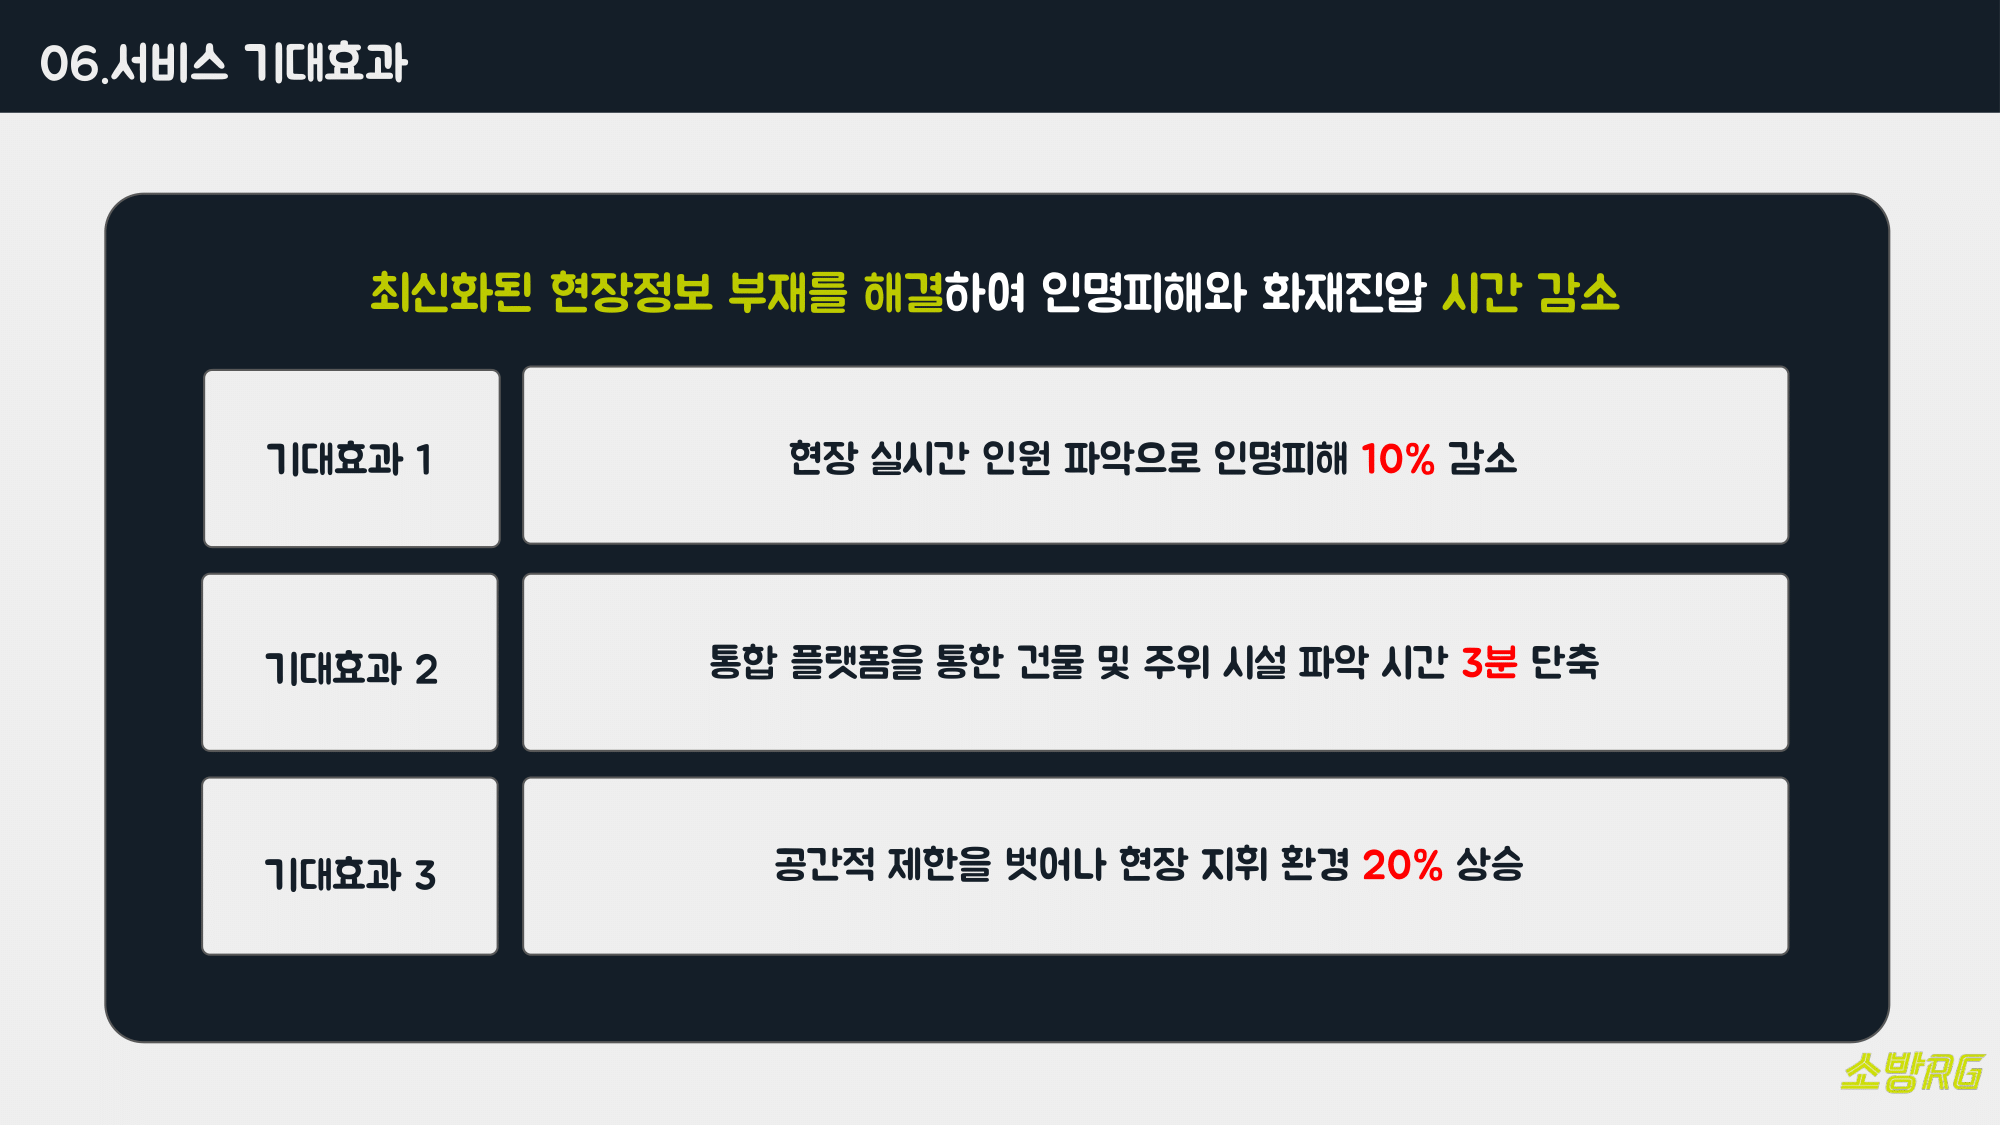 06.서비스 기대효과
최신화된 현장정보 부재를 해결하여 인명피해와 화재진압 시간 감소
기대효과 1
현장 실시간 인원 파악으로 인명피해 10% 감소
기대효과 2
통합 플랫폼을 통한 건물 및 주위 시설 파악 시간 3분 단축
기대효과 3
공간적 제한을 벗어나 현장 지휘 환경 20% 상승
소방RG